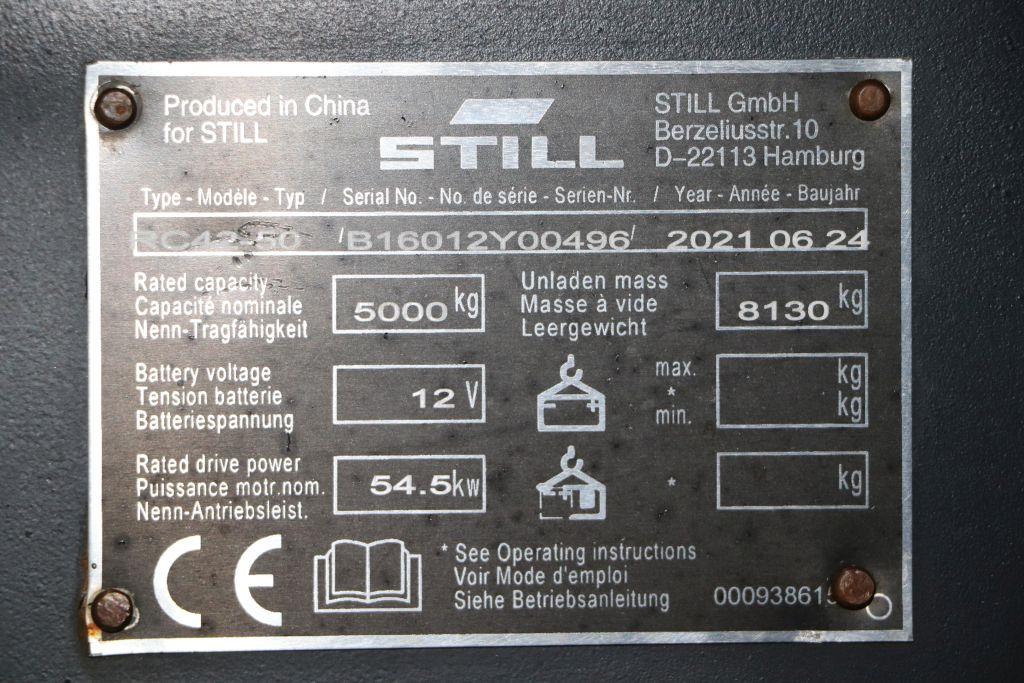 Produced in China
for STILL
STILL
STILL GmbH
Berzeliusstr.10
D-22113 Hamburg
Type - Modèle - Typ / Serial No. - No. de série - Serien-Nr. / Year - Année - Baujahr
RC42-50 / B16012Y00496 / 2021 06 24
Rated capacity
Capacité nominale
Nenn-Tragfähigkeit
5000 kg
Unladen mass
Masse à vide
Leergewicht
8130 kg
Battery voltage
Tension batterie
Batteriespannung
12 V
max. kg
*
min. kg
Rated drive power
Puissance motr.nom.
Nenn-Antriebsleist.
54.5 kw
* kg
CE
* See Operating instructions
Voir Mode d'emploi
Siehe Betriebsanleitung